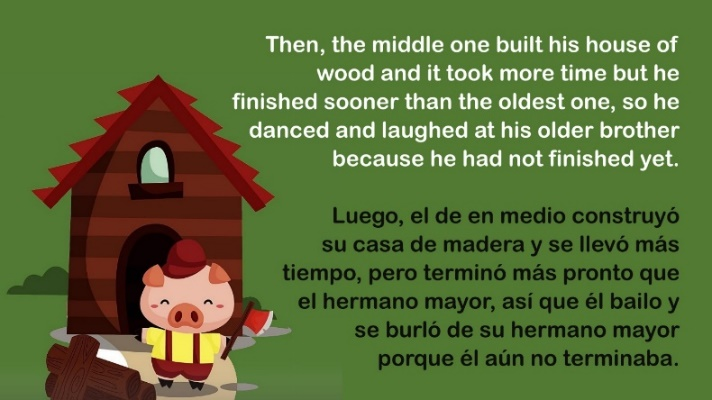 Then, the middle one built his house of
wood and it took more time but he
finished sooner than the oldest one, so he
danced and laughed at his older brother
because he had not finished yet.
Luego, el de en medio construyó
su casa de madera y se llevó más
tiempo, pero terminó más pronto que
el hermano mayor, así que él bailo y
se burló de su hermano mayor
porque él aún no terminaba.